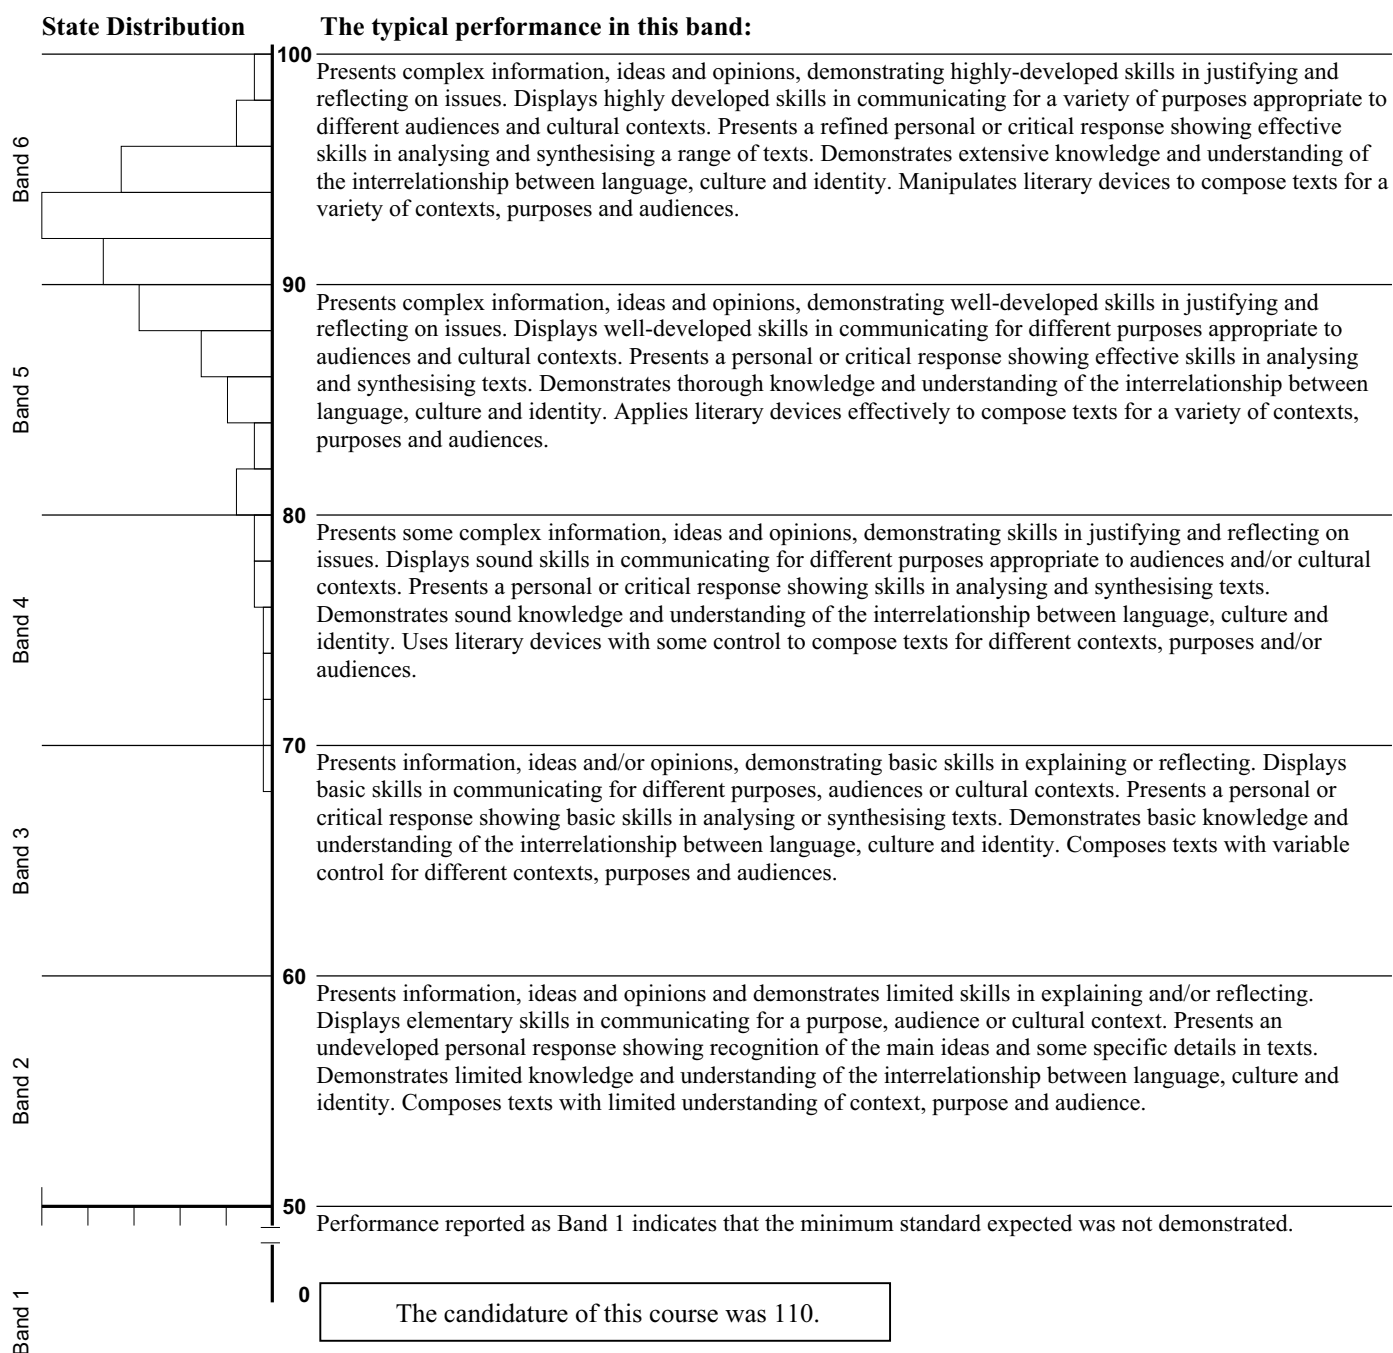 State Distribution
The typical performance in this band:
100
Band 6
Presents complex information, ideas and opinions, demonstrating highly-developed skills in justifying and
reflecting on issues. Displays highly developed skills in communicating for a variety of purposes appropriate to
different audiences and cultural contexts. Presents a refined personal or critical response showing effective
skills in analysing and synthesising a range of texts. Demonstrates extensive knowledge and understanding of
the interrelationship between language, culture and identity. Manipulates literary devices to compose texts for a
variety of contexts, purposes and audiences.
90
Band 5
Presents complex information, ideas and opinions, demonstrating well-developed skills in justifying and
reflecting on issues. Displays well-developed skills in communicating for different purposes appropriate to
audiences and cultural contexts. Presents a personal or critical response showing effective skills in analysing
and synthesising texts. Demonstrates thorough knowledge and understanding of the interrelationship between
language, culture and identity. Applies literary devices effectively to compose texts for a variety of contexts,
purposes and audiences.
80
Band 4
Presents some complex information, ideas and opinions, demonstrating skills in justifying and reflecting on
issues. Displays sound skills in communicating for different purposes appropriate to audiences and/or cultural
contexts. Presents a personal or critical response showing skills in analysing and synthesising texts.
Demonstrates sound knowledge and understanding of the interrelationship between language, culture and
identity. Uses literary devices with some control to compose texts for different contexts, purposes and/or
audiences.
70
Band 3
Presents information, ideas and/or opinions, demonstrating basic skills in explaining or reflecting. Displays
basic skills in communicating for different purposes, audiences or cultural contexts. Presents a personal or
critical response showing basic skills in analysing or synthesising texts. Demonstrates basic knowledge and
understanding of the interrelationship between language, culture and identity. Composes texts with variable
control for different contexts, purposes and audiences.
60
Band 2
Presents information, ideas and opinions and demonstrates limited skills in explaining and/or reflecting.
Displays elementary skills in communicating for a purpose, audience or cultural context. Presents an
undeveloped personal response showing recognition of the main ideas and some specific details in texts.
Demonstrates limited knowledge and understanding of the interrelationship between language, culture and
identity. Composes texts with limited understanding of context, purpose and audience.
50
Performance reported as Band 1 indicates that the minimum standard expected was not demonstrated.
Band 1
0
The candidature of this course was 110.